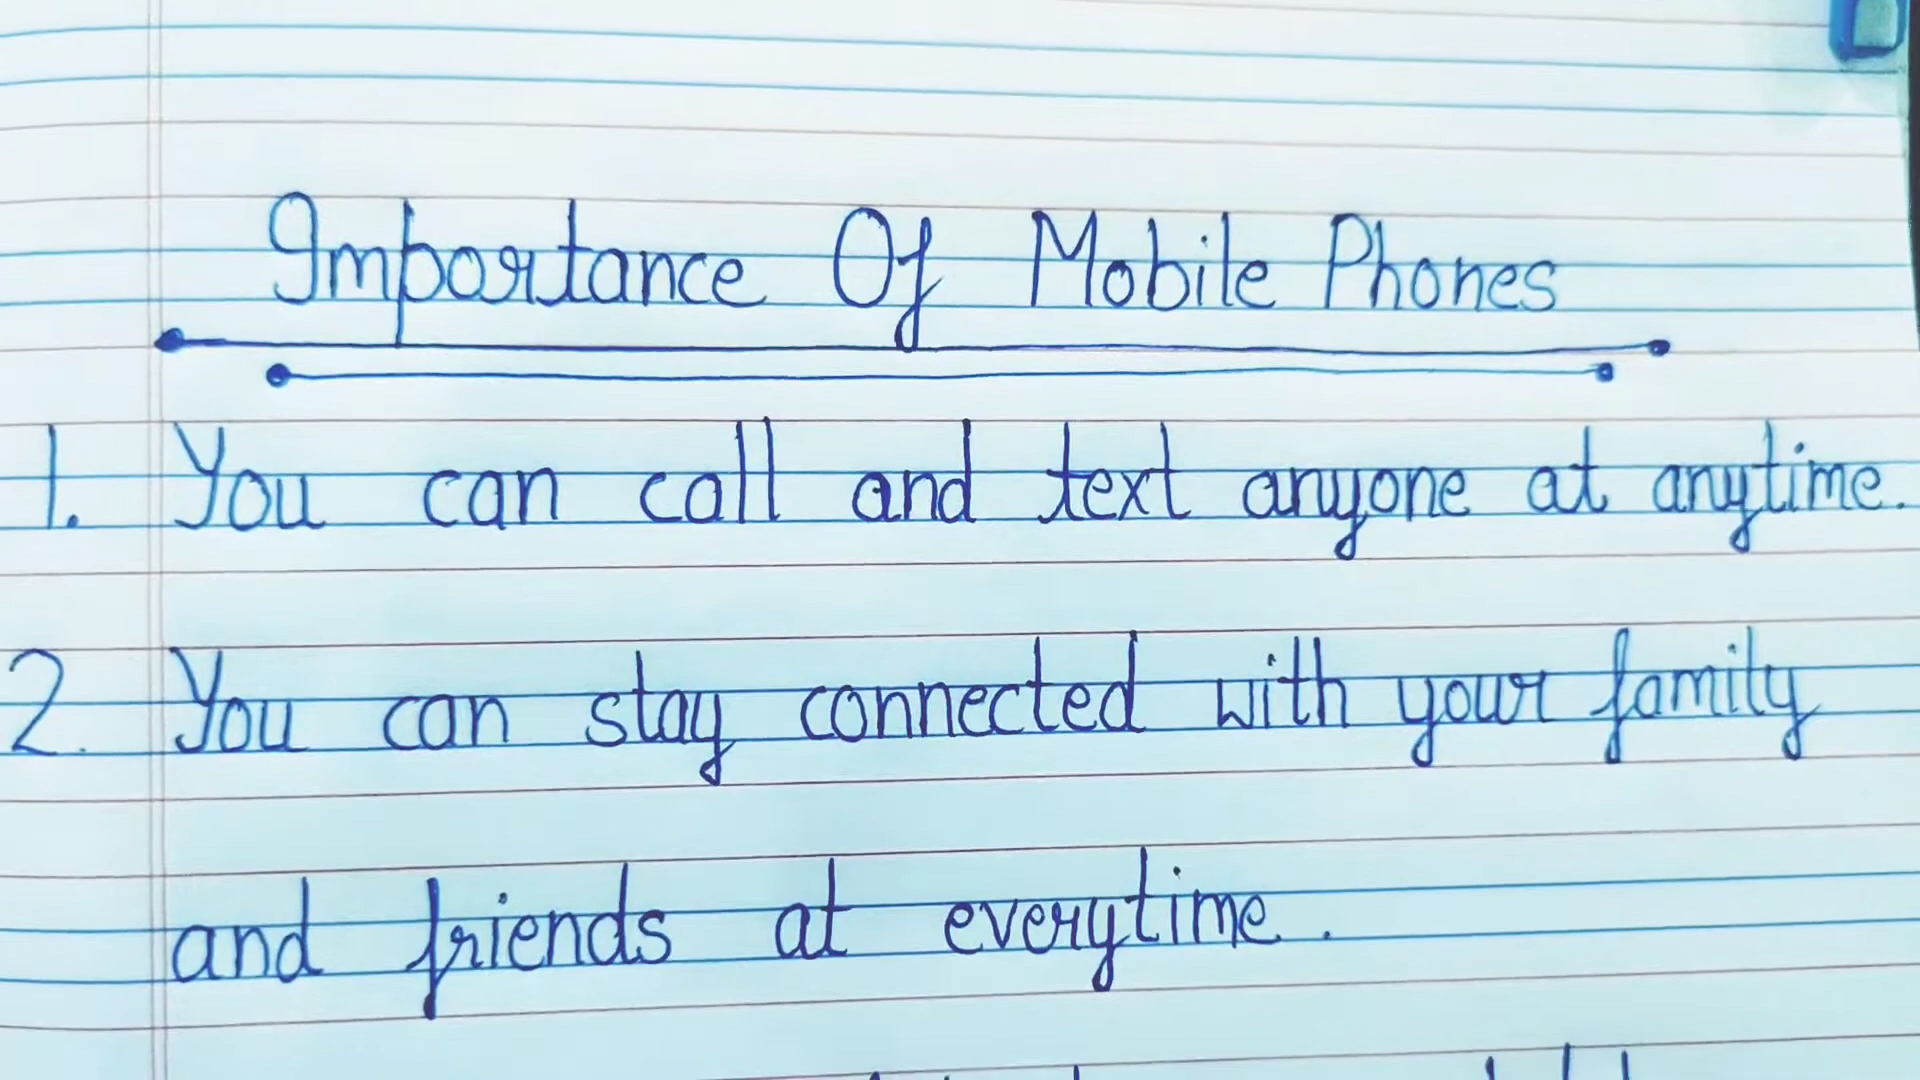 Importance Of Mobile Phones
1. You can call and text anyone at anytime.
2. You can stay connected with your family
and friends at everytime.